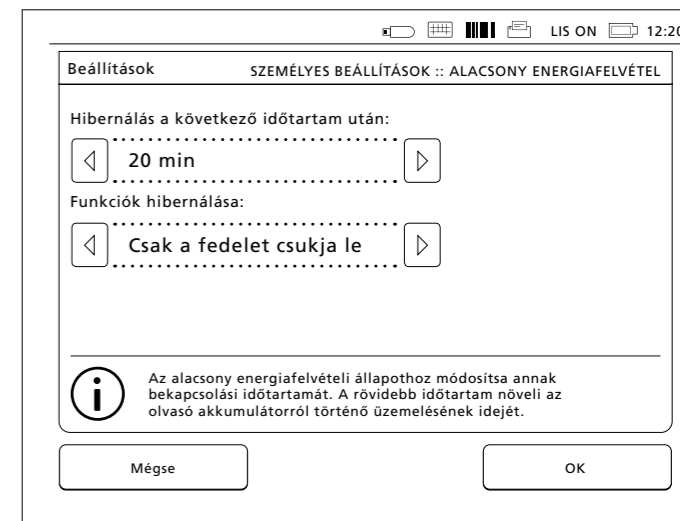 LIS ON 12:20
Beállítások SZEMÉLYES BEÁLLÍTÁSOK :: ALACSONY ENERGIAFELVÉTEL
Hibernálás a következő időtartam után:
20 min
Funkciók hibernálása:
Csak a fedelet csukja le
Az alacsony energiafelvételi állapothoz módosítsa annak
bekapcsolási időtartamát. A rövidebb időtartam növeli az
olvasó akkumulátorról történő üzemelésének idejét.
Mégse OK